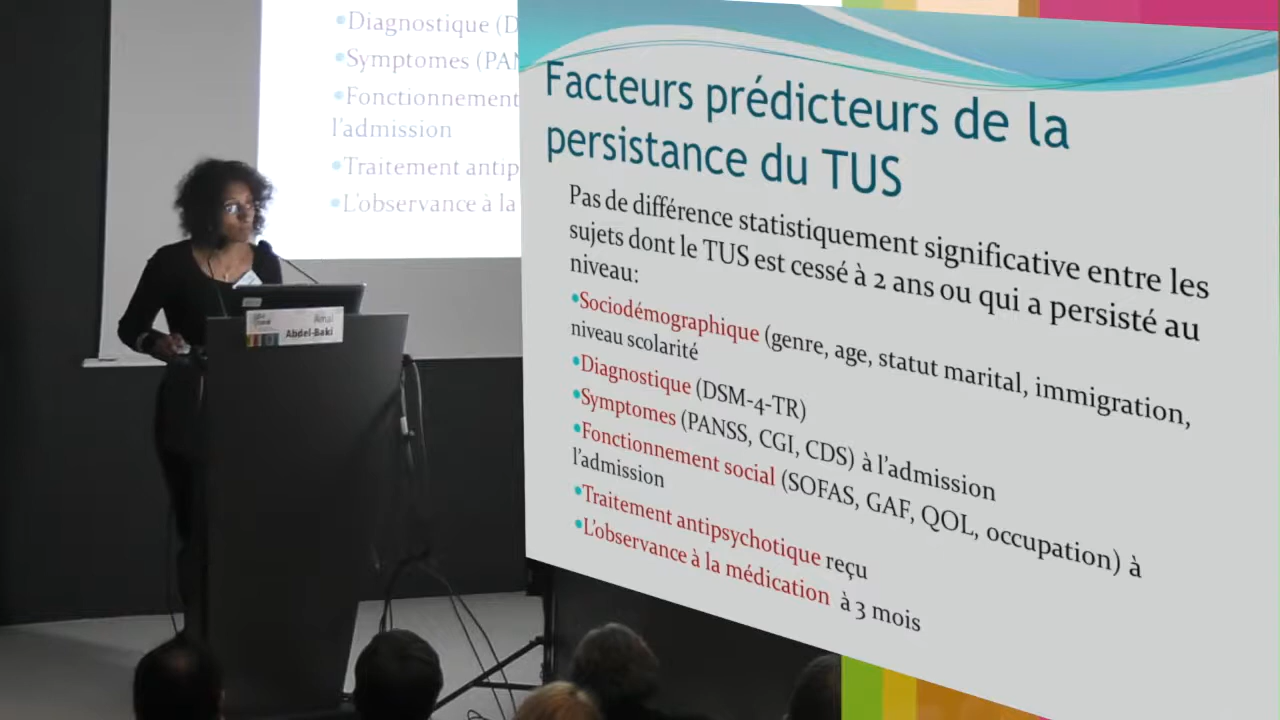 •Diagnostique (D
•Symptomes (PAN
•Fonctionnement
l'admission
•Traitement antip
•L'observance à la
Amal
Abdel-Baki
Facteurs prédicteurs de la
persistance du TUS
Pas de différence statistiquement significative entre les
sujets dont le TUS est cessé à 2 ans ou qui a persisté au
niveau:
•Sociodémographique (genre, age, statut marital, immigration,
niveau scolarité
•Diagnostique (DSM-4-TR)
•Symptomes (PANSS, CGI, CDS) à l'admission
•Fonctionnement social (SOFAS, GAF, QOL, occupation) à
l'admission
•Traitement antipsychotique reçu
•L'observance à la médication à 3 mois